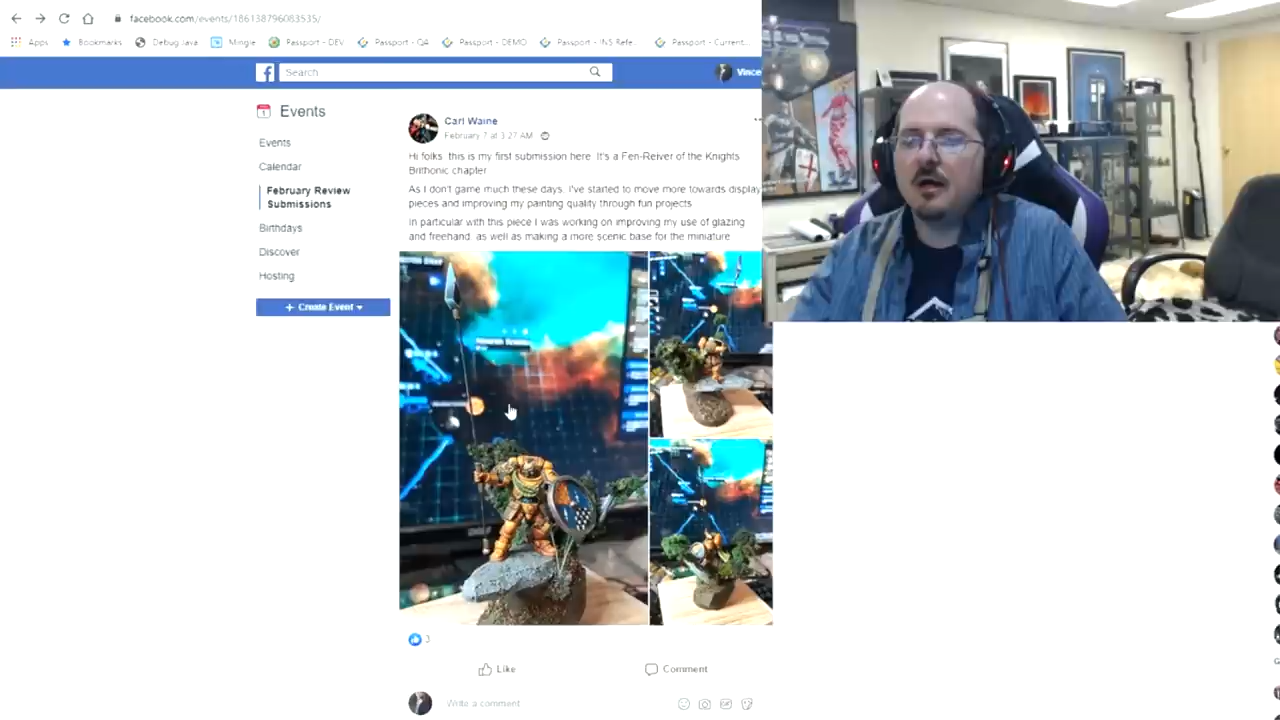 facebook.com/events/186138796083535/
Apps Bookmarks Debug Java Mingle Passport - DEV Passport - QA Passport - DEMO Passport - INS Refe... Passport - Current...
Search
Vince
Events
Events
Calendar
February Review
Submissions
Birthdays
Discover
Hosting
+ Create Event
Carl Waine
February 7 at 3:27 AM
Hi folks, this is my first submission here. It's a Fen-Reiver of the Knights
Brithonic chapter
As I don't game much these days, I've started to move more towards display
pieces and improving my painting quality through fun projects
In particular with this piece I was working on improving my use of glazing
and freehand, as well as making a more scenic base for the miniature
3
Like Comment
Write a comment